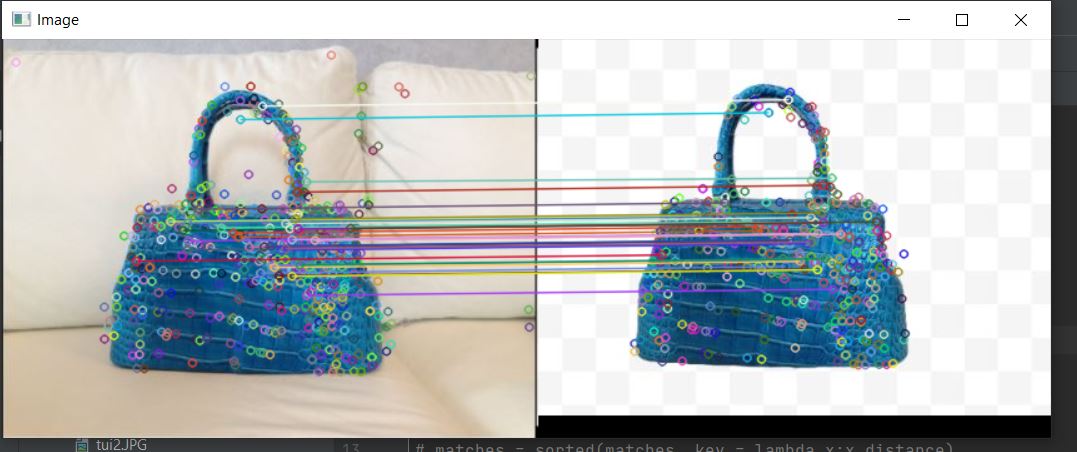 Image
tui2.JPG
13 # matches = sorted(matches, key = lambda x:x.distance)